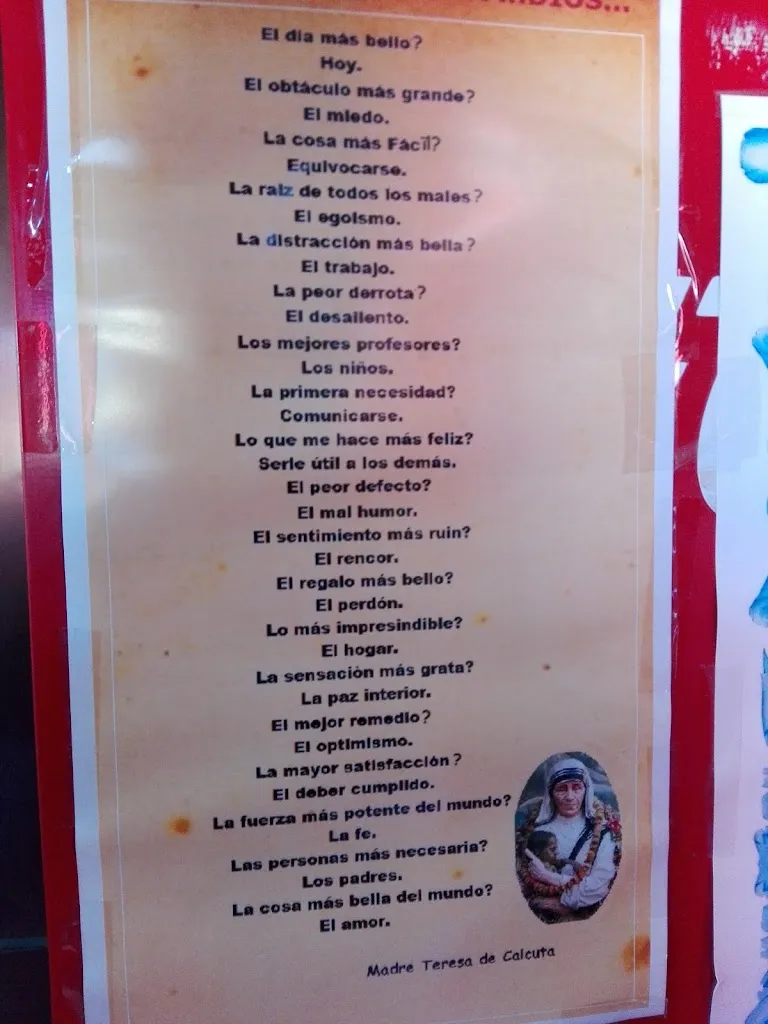 El dia más bello?
Hoy.
El obtáculo más grande?
El miedo.
La cosa más Fácil?
Equivocarse.
La raiz de todos los males?
El egoismo.
La distracción más bella?
El trabajo.
La peor derrota?
El desaliento.
Los mejores profesores?
Los niños.
La primera necesidad?
Comunicarse.
Lo que me hace más feliz?
Serle útil a los demás.
El peor defecto?
El mal humor.
El sentimiento más ruin?
El rencor.
El regalo más bello?
El perdón.
Lo más impresindible?
El hogar.
La sensaciòn más grata?
La paz interior.
El mejor remedio?
El optimismo.
La mayor satisfacción?
El deber cumplido.
La fuerza más potente del mundo?
La fe.
Las personas más necesaria?
Los padres.
La cosa más bella del mundo?
El amor.
Madre Teresa de Calcuta